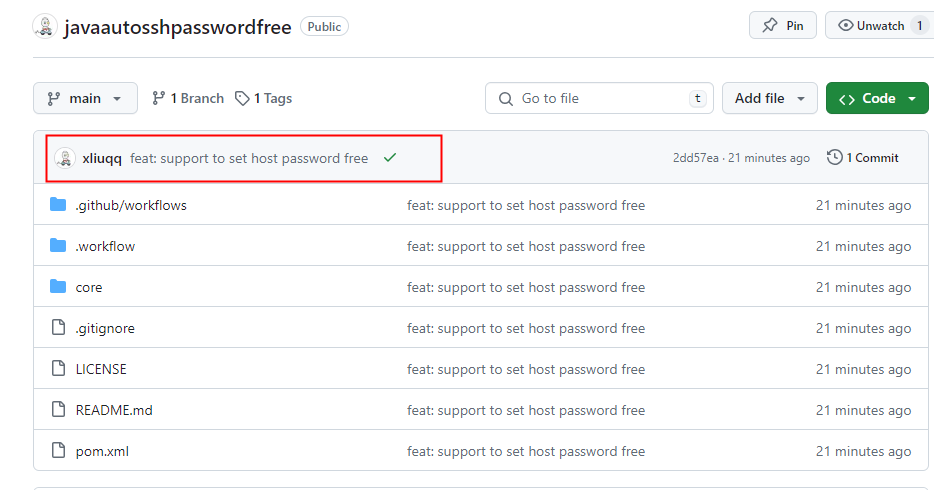 javaautosshpasswordfree Public Pin Unwatch 1
main 1 Branch 1 Tags Go to file t Add file Code
xliuqq feat: support to set host password free 2dd57ea · 21 minutes ago 1 Commit
.github/workflows feat: support to set host password free 21 minutes ago
.workflow feat: support to set host password free 21 minutes ago
core feat: support to set host password free 21 minutes ago
.gitignore feat: support to set host password free 21 minutes ago
LICENSE feat: support to set host password free 21 minutes ago
README.md feat: support to set host password free 21 minutes ago
pom.xml feat: support to set host password free 21 minutes ago